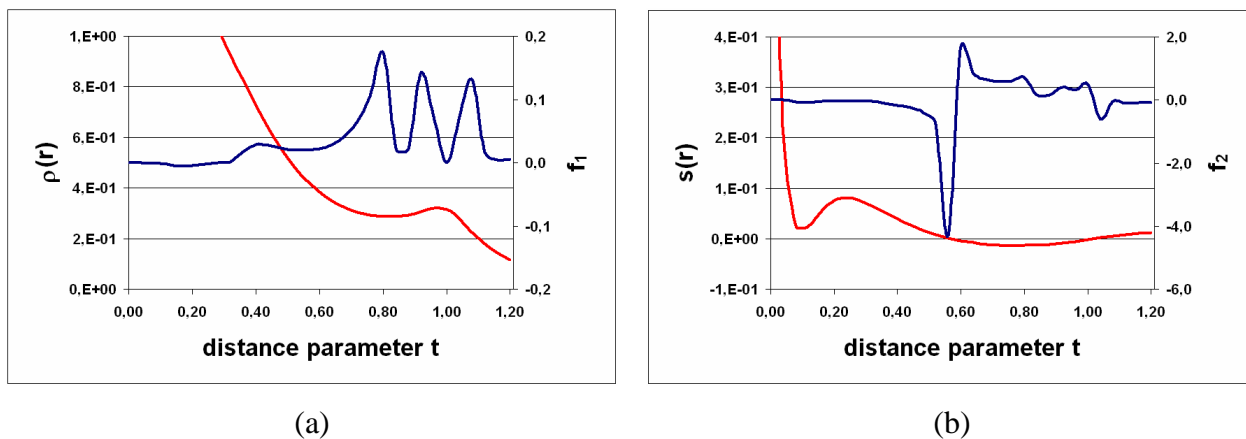 1,E+00
8,E-01
6,E-01
4,E-01
2,E-01
0,E+00
ρ(r)
0,2
0,1
0,0
-0,1
-0,2
f₁
0,00 0,20 0,40 0,60 0,80 1,00 1,20
distance parameter t
(a)
4,E-01
3,E-01
2,E-01
1,E-01
0,E+00
-1,E-01
s(r)
2,0
0,0
-2,0
-4,0
-6,0
f₂
0,00 0,20 0,40 0,60 0,80 1,00 1,20
distance parameter t
(b)